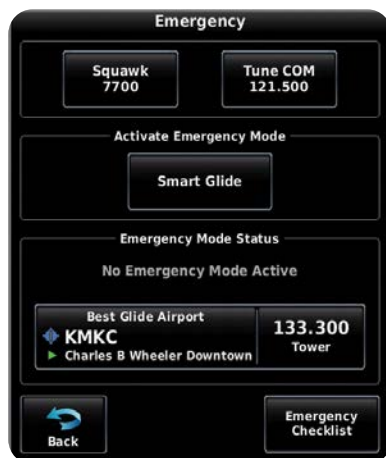 Emergency
Squawk
7700
Tune COM
121.500
Activate Emergency Mode
Smart Glide
Emergency Mode Status
No Emergency Mode Active
Best Glide Airport
KMKC
Charles B Wheeler Downtown
133.300
Tower
Back
Emergency
Checklist